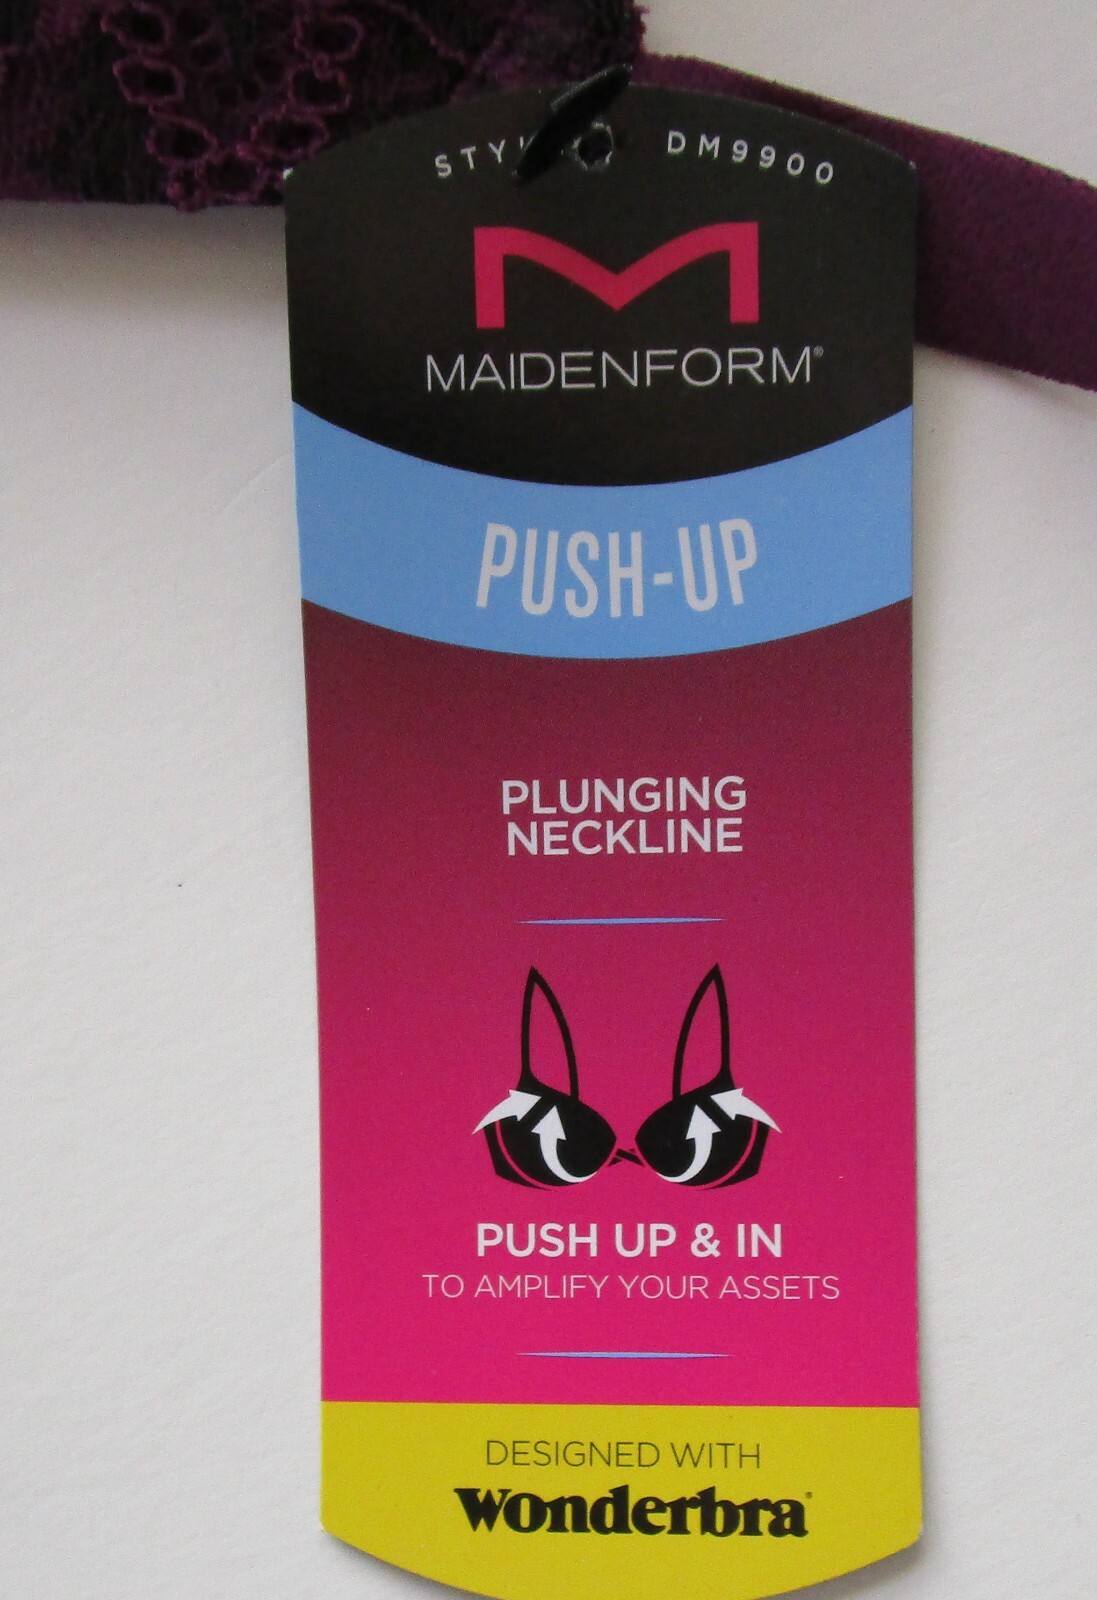 DM9900
MAIDENFORM®
PUSH-UP
PLUNGING
NECKLINE
PUSH UP & IN
TO AMPLIFY YOUR ASSETS
DESIGNED WITH
Wonderbra®